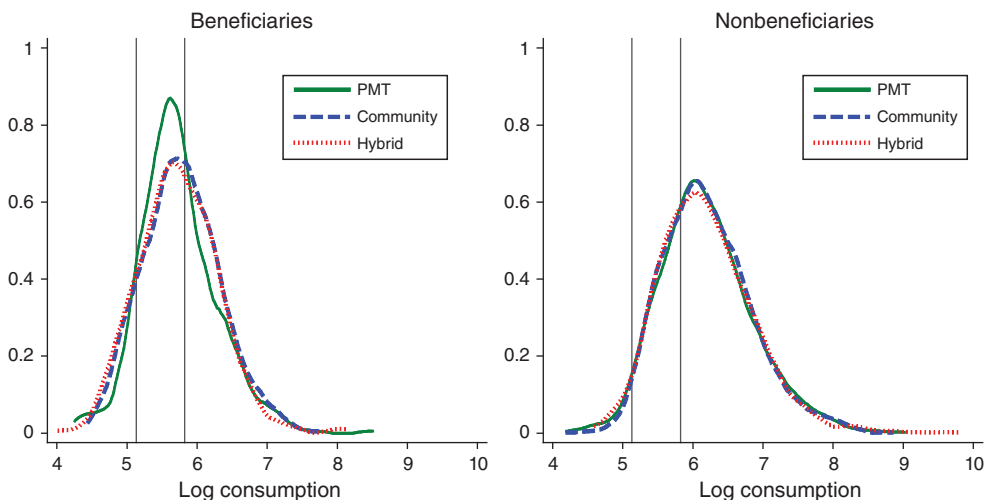 Beneficiaries
1
0.8
0.6
0.4
0.2
0
PMT
Community
Hybrid
4 5 6 7 8 9 10
Log consumption
Nonbeneficiaries
1
0.8
0.6
0.4
0.2
0
PMT
Community
Hybrid
4 5 6 7 8 9 10
Log consumption